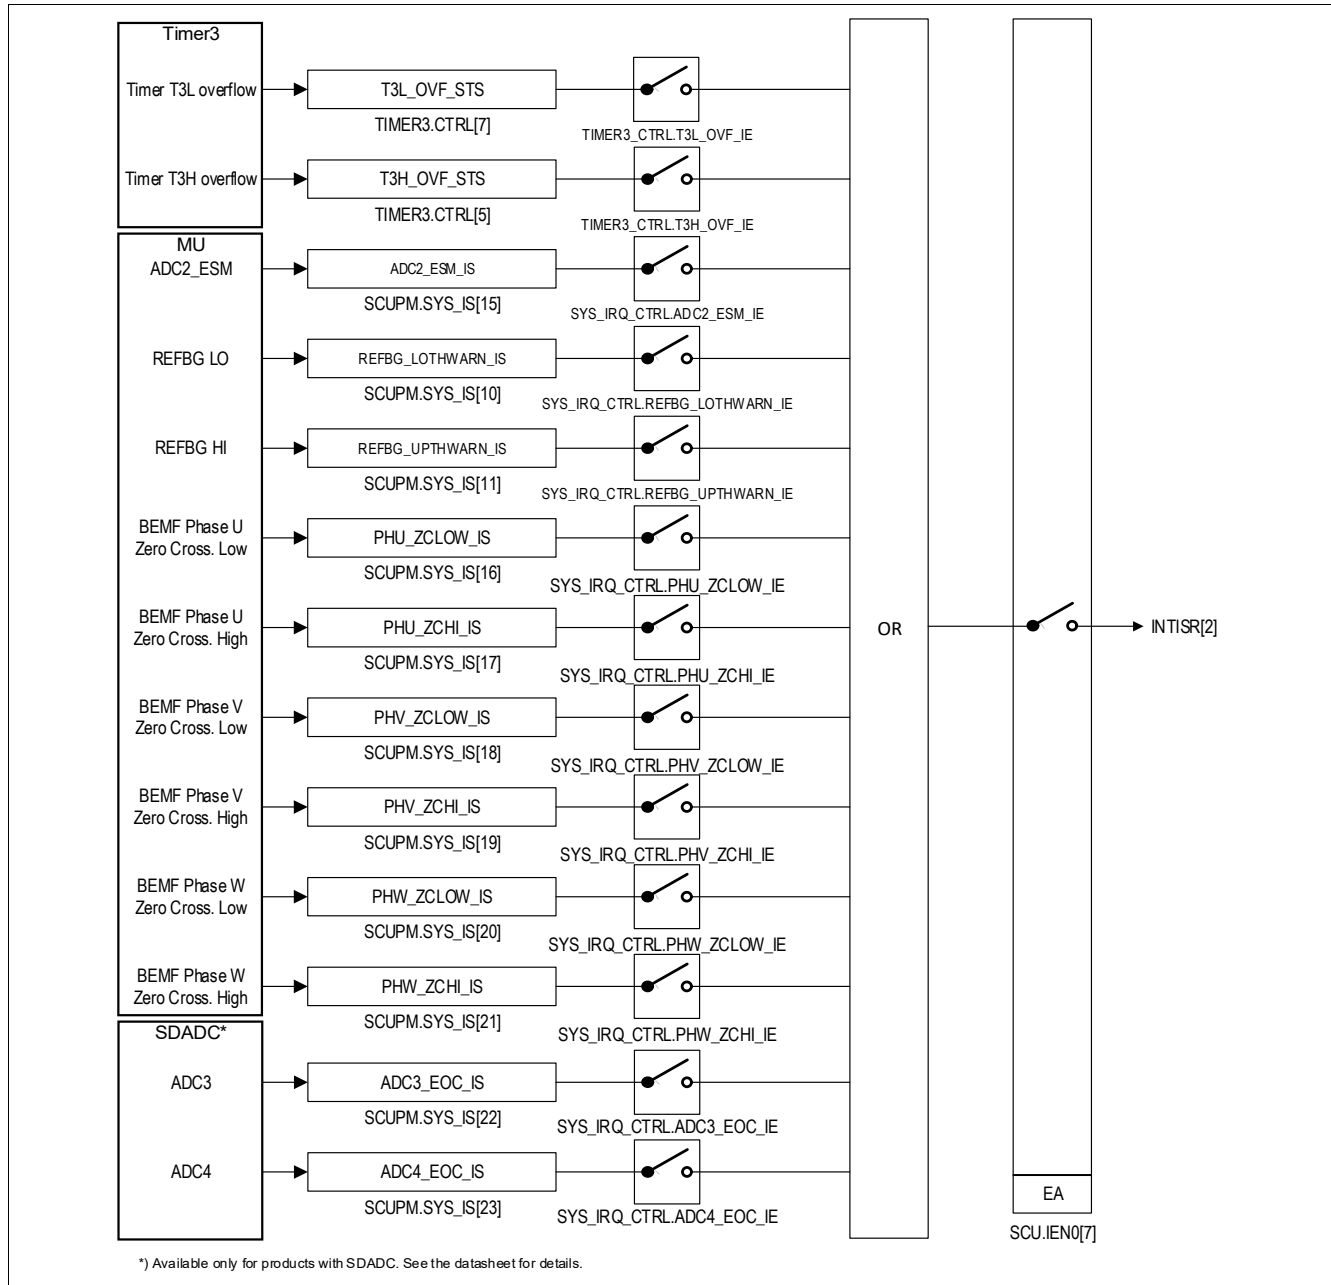 Timer3
Timer T3L overflow
T3L_OVF_STS
TIMER3.CTRL[7]
TIMER3_CTRL.T3L_OVF_IE
Timer T3H overflow
T3H_OVF_STS
TIMER3.CTRL[5]
TIMER3_CTRL.T3H_OVF_IE
MU
ADC2_ESM
ADC2_ESM_IS
SCUPM.SYS_IS[15]
SYS_IRQ_CTRL.ADC2_ESM_IE
REFBG LO
REFBG_LOTHWARN_IS
SCUPM.SYS_IS[10]
SYS_IRQ_CTRL.REFBG_LOTHWARN_IE
REFBG HI
REFBG_UPTHWARN_IS
SCUPM.SYS_IS[11]
SYS_IRQ_CTRL.REFBG_UPTHWARN_IE
BEMF Phase U
Zero Cross. Low
PHU_ZCLOW_IS
SCUPM.SYS_IS[16]
SYS_IRQ_CTRL.PHU_ZCLOW_IE
BEMF Phase U
Zero Cross. High
PHU_ZCHI_IS
SCUPM.SYS_IS[17]
SYS_IRQ_CTRL.PHU_ZCHI_IE
BEMF Phase V
Zero Cross. Low
PHV_ZCLOW_IS
SCUPM.SYS_IS[18]
SYS_IRQ_CTRL.PHV_ZCLOW_IE
BEMF Phase V
Zero Cross. High
PHV_ZCHI_IS
SCUPM.SYS_IS[19]
SYS_IRQ_CTRL.PHV_ZCHI_IE
BEMF Phase W
Zero Cross. Low
PHW_ZCLOW_IS
SCUPM.SYS_IS[20]
SYS_IRQ_CTRL.PHW_ZCLOW_IE
BEMF Phase W
Zero Cross. High
PHW_ZCHI_IS
SCUPM.SYS_IS[21]
SYS_IRQ_CTRL.PHW_ZCHI_IE
SDADC*
ADC3
ADC3_EOC_IS
SCUPM.SYS_IS[22]
SYS_IRQ_CTRL.ADC3_EOC_IE
ADC4
ADC4_EOC_IS
SCUPM.SYS_IS[23]
SYS_IRQ_CTRL.ADC4_EOC_IE
OR
INTISR[2]
EA
SCU.IEN0[7]
*) Available only for products with SDADC. See the datasheet for details.